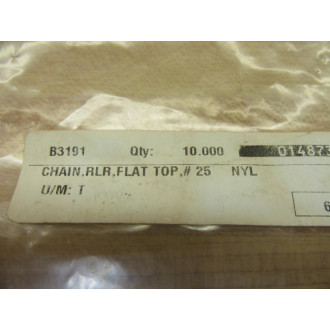 B3191 Qty: 10.000 014873
CHAIN,RLR,FLAT TOP,# 25 NYL
U/M: T
6